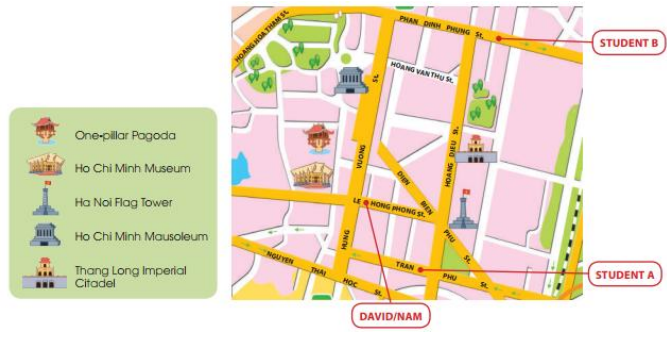 One-pillar Pagoda
Ho Chi Minh Museum
Ha Noi Flag Tower
Ho Chi Minh Mausoleum
Thang Long Imperial
Citadel
HOANG HOA THAM St.
PHAN DINH PHUNG St.
STUDENT B
HOANG VAN THU St.
HUNG VUONG St.
HOANG DIEU St.
DIEN BIEN PHU St.
LE HONG PHONG St.
NGUYEN THAI HOC St.
TRAN PHU St.
STUDENT A
DAVID/NAM